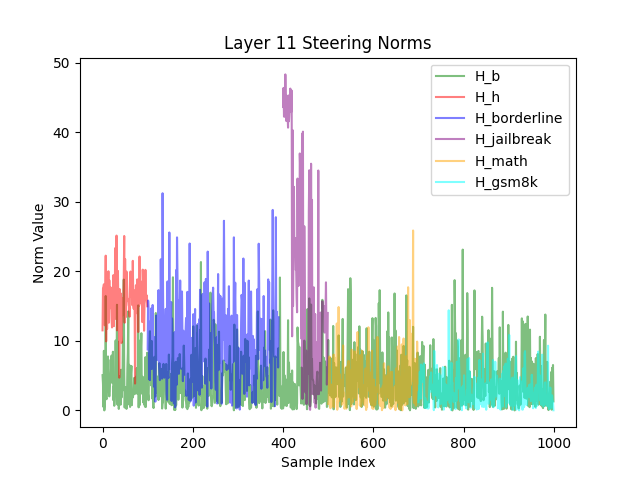 Layer 11 Steering Norms
Norm Value
50
40
30
20
10
0
0
200
400
600
800
1000
Sample Index
H_b
H_h
H_borderline
H_jailbreak
H_math
H_gsm8k